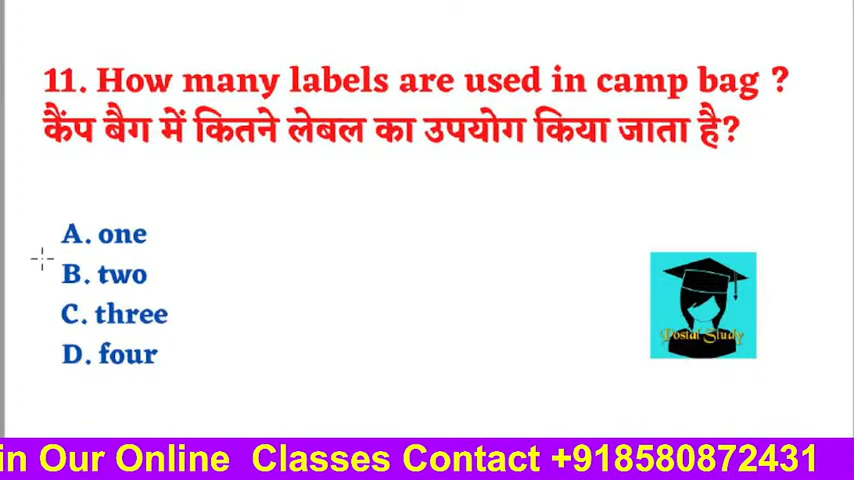 11. How many labels are used in camp bag ?
कैंप बैग में कितने लेबल का उपयोग किया जाता है?
A. one
B. two
C. three
D. four
Postal Study
in Our Online Classes Contact +918580872431